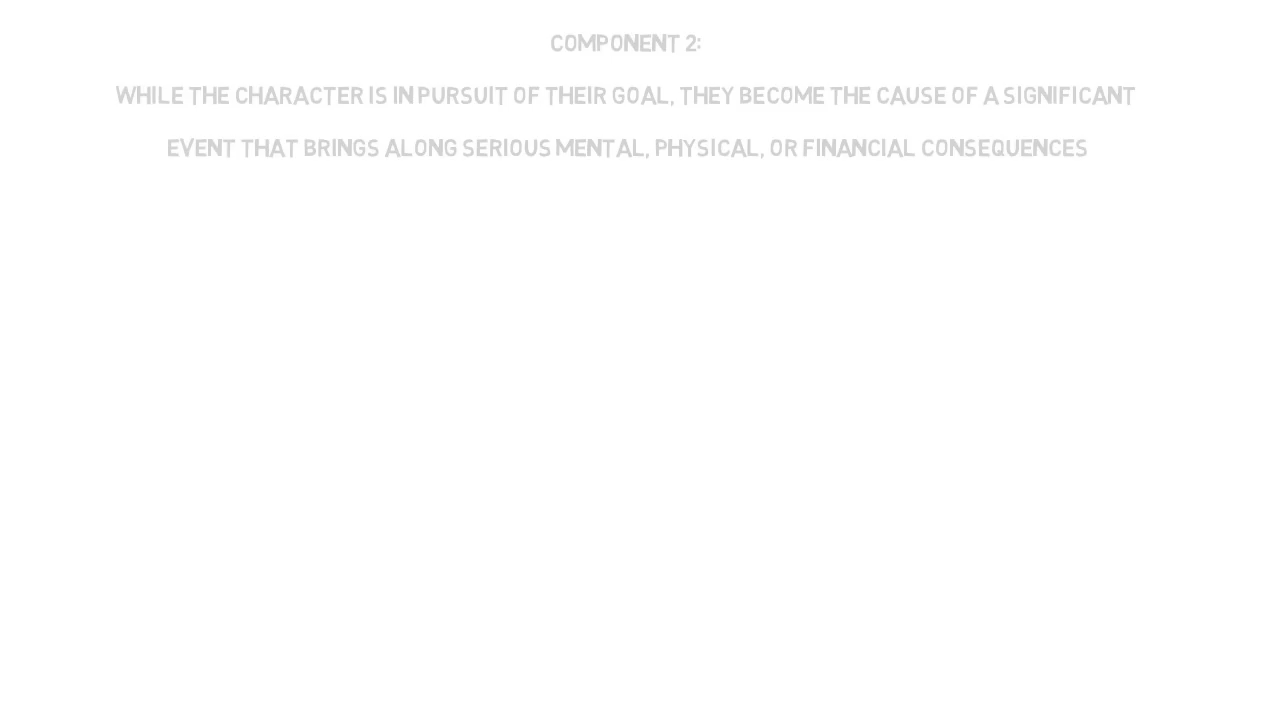 COMPONENT 2:
WHILE THE CHARACTER IS IN PURSUIT OF THEIR GOAL, THEY BECOME THE CAUSE OF A SIGNIFICANT
EVENT THAT BRINGS ALONG SERIOUS MENTAL, PHYSICAL, OR FINANCIAL CONSEQUENCES